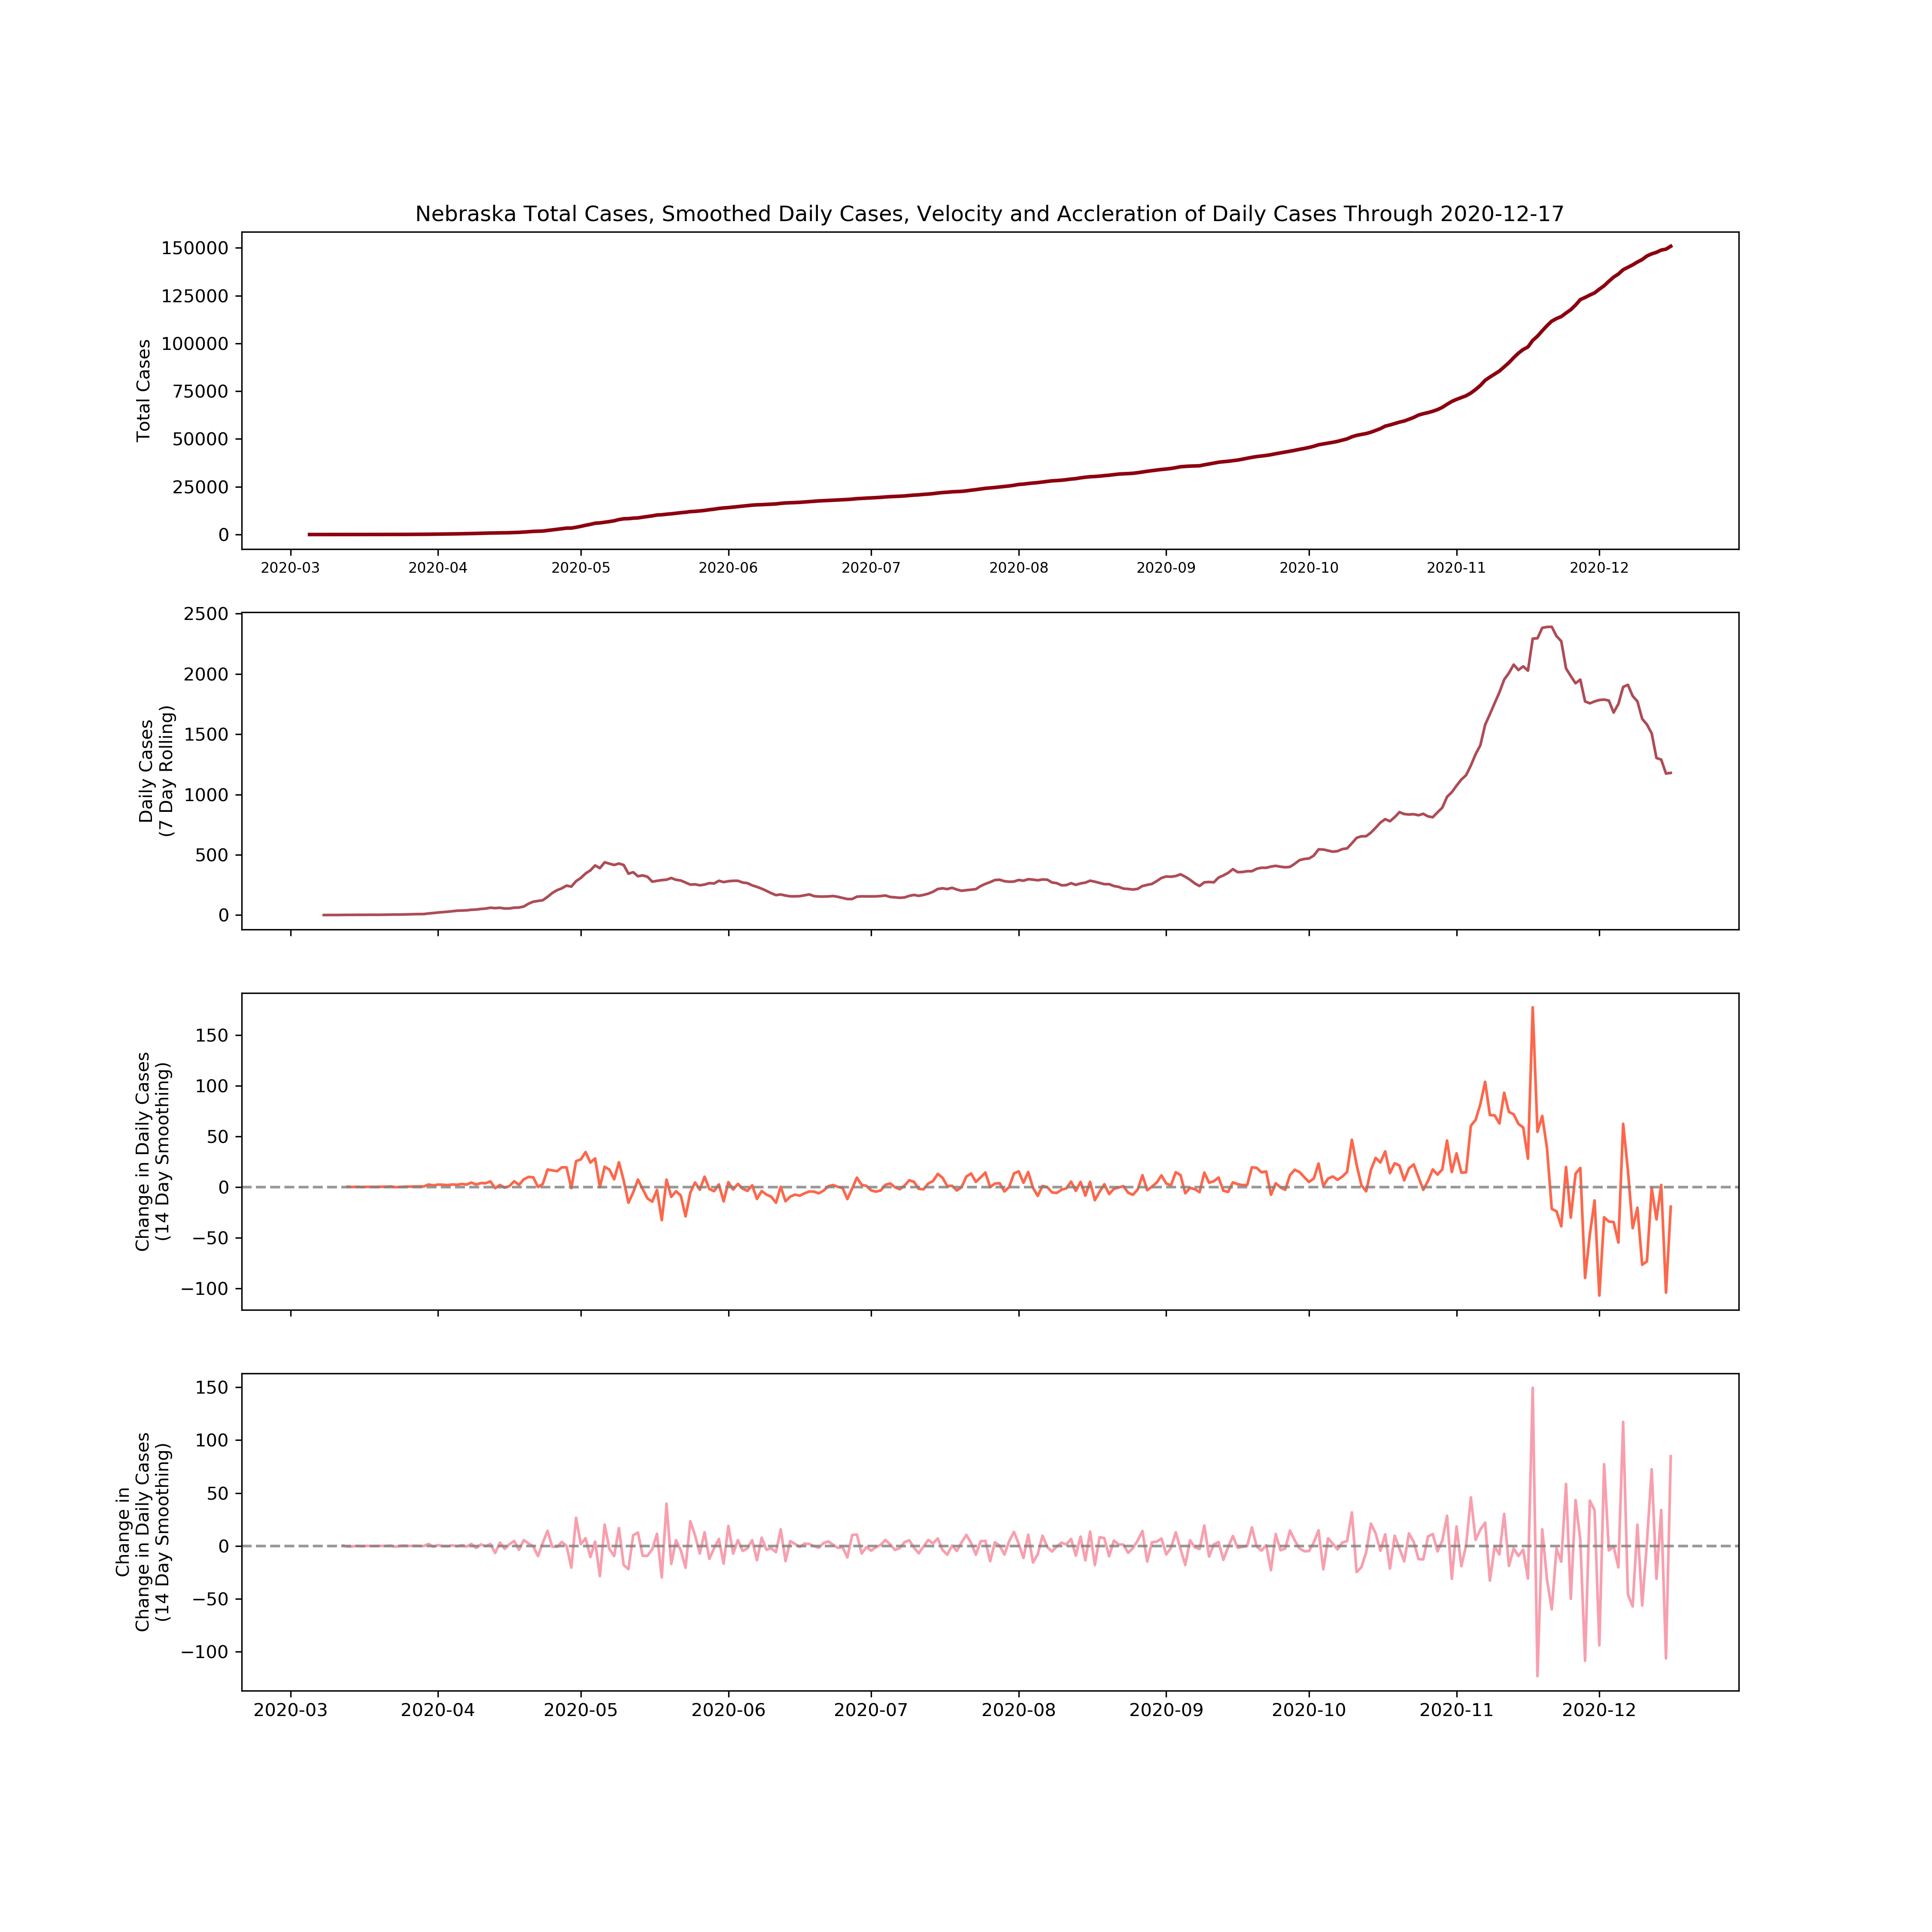 Nebraska Total Cases, Smoothed Daily Cases, Velocity and Accleration of Daily Cases Through 2020-12-17
Total Cases
150000
125000
100000
75000
50000
25000
0
2020-03 2020-04 2020-05 2020-06 2020-07 2020-08 2020-09 2020-10 2020-11 2020-12
Daily Cases
(7 Day Rolling)
2500
2000
1500
1000
500
0
Change in Daily Cases
(14 Day Smoothing)
150
100
50
0
−50
−100
Change in
Change in Daily Cases
(14 Day Smoothing)
150
100
50
0
−50
−100
2020-03 2020-04 2020-05 2020-06 2020-07 2020-08 2020-09 2020-10 2020-11 2020-12